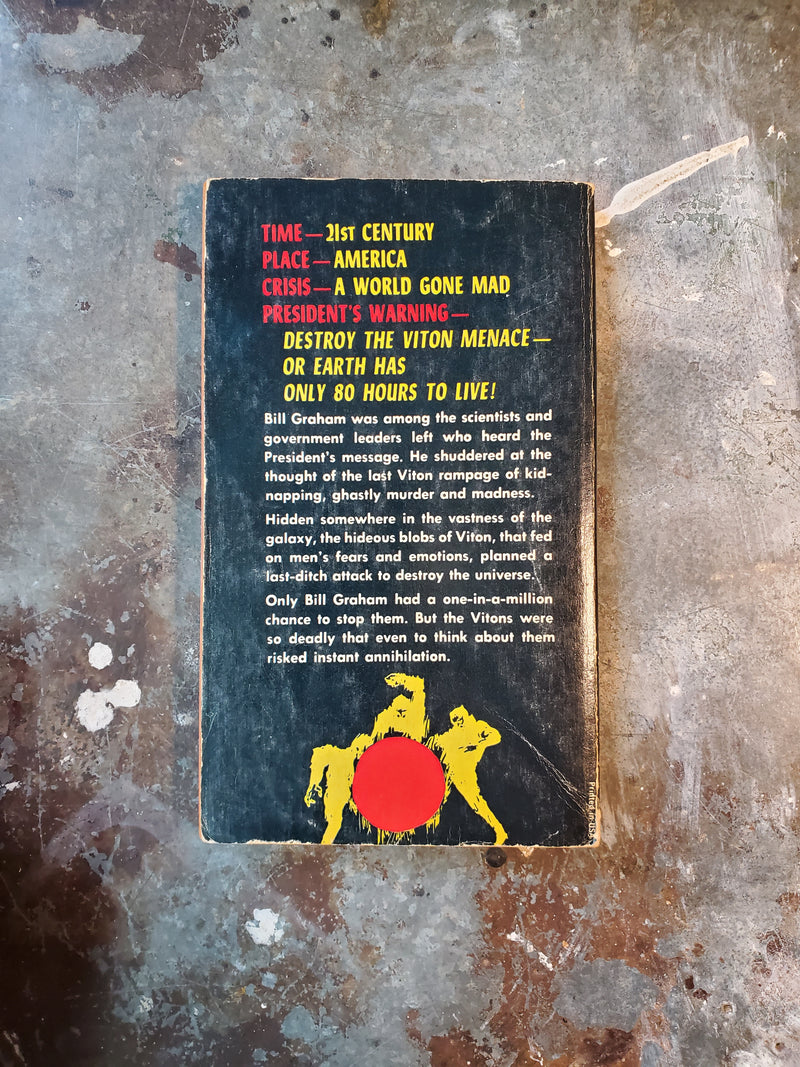 TIME—21ST CENTURY
PLACE—AMERICA
CRISIS—A WORLD GONE MAD
PRESIDENT'S WARNING—
DESTROY THE VITON MENACE—
OR EARTH HAS
ONLY 80 HOURS TO LIVE!
Bill Graham was among the scientists and
government leaders left who heard the
President's message. He shuddered at the
thought of the last Viton rampage of kid-
napping, ghastly murder and madness.
Hidden somewhere in the vastness of the
galaxy, the hideous blobs of Viton, that fed
on men's fears and emotions, planned a
last-ditch attack to destroy the universe.
Only Bill Graham had a one-in-a-million
chance to stop them. But the Vitons were
so deadly that even to think about them
risked instant annihilation.
Printed in USA